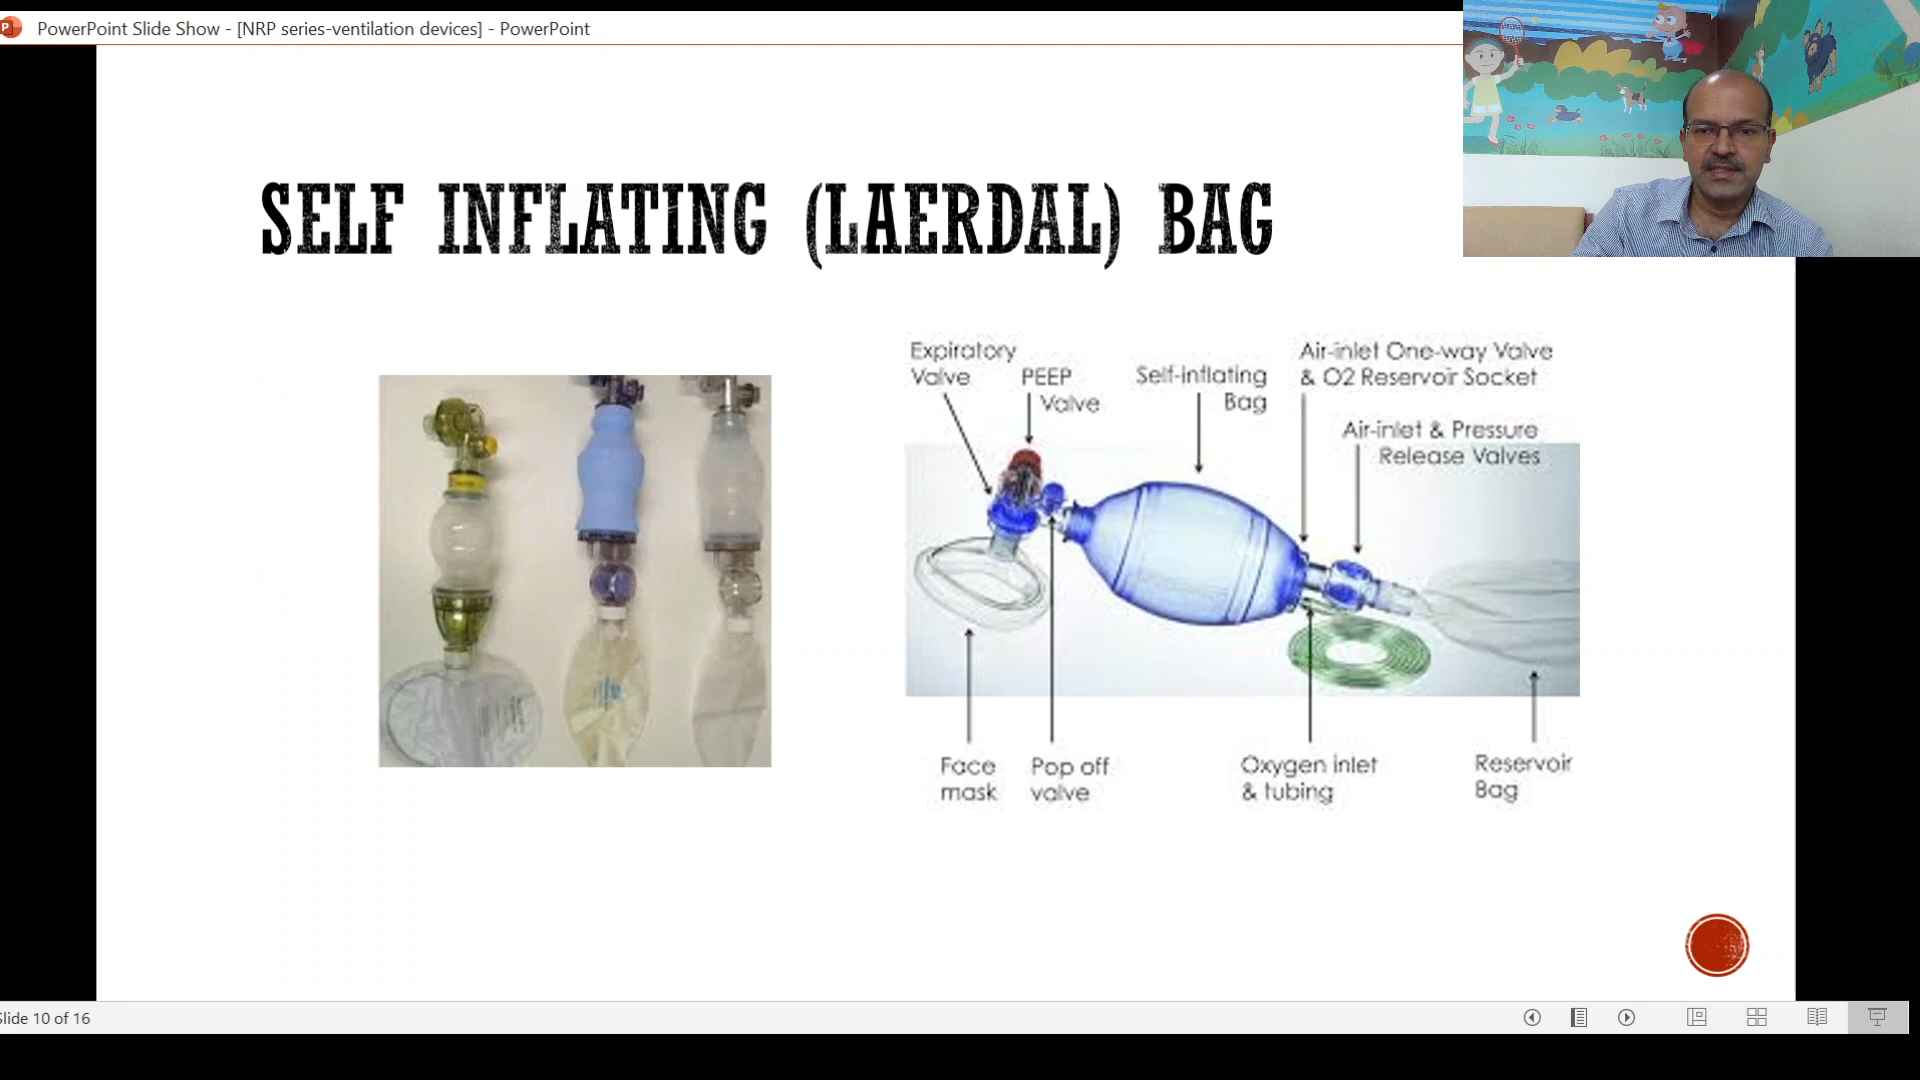 PowerPoint Slide Show - [NRP series-ventilation devices] - PowerPoint
SELF INFLATING (LAERDAL) BAG
Expiratory
Valve
PEEP
Valve
Self-inflating
Bag
Air-inlet One-way Valve
& O2 Reservoir Socket
Air-inlet & Pressure
Release Valves
Face
mask
Pop off
valve
Oxygen inlet
& tubing
Reservoir
Bag
Slide 10 of 16